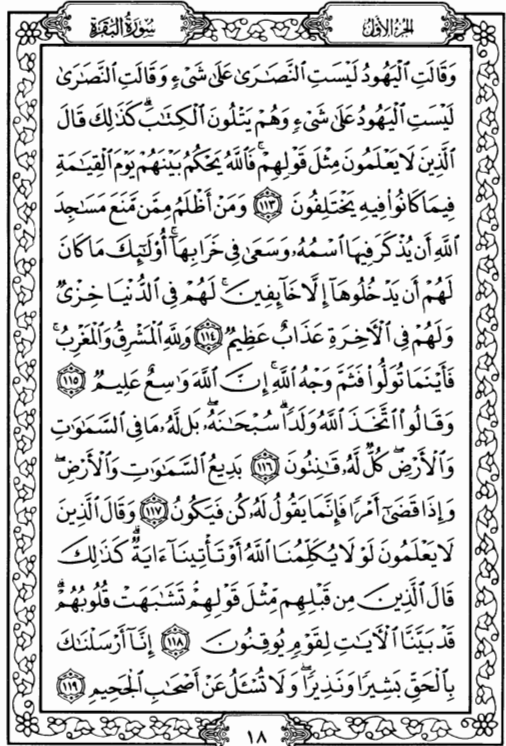 الجزء الأول
سورة البقرة
وَقَالَتِ ٱلْيَهُودُ لَيْسَتِ ٱلنَّصَٰرَىٰ عَلَىٰ شَىْءٍ وَقَالَتِ ٱلنَّصَٰرَىٰ
لَيْسَتِ ٱلْيَهُودُ عَلَىٰ شَىْءٍ وَهُمْ يَتْلُونَ ٱلْكِتَٰبَ ۗ كَذَٰلِكَ قَالَ
ٱلَّذِينَ لَا يَعْلَمُونَ مِثْلَ قَوْلِهِمْ ۚ فَٱللَّهُ يَحْكُمُ بَيْنَهُمْ يَوْمَ ٱلْقِيَٰمَةِ
فِيمَا كَانُوا۟ فِيهِ يَخْتَلِفُونَ ١١٣ وَمَنْ أَظْلَمُ مِمَّن مَّنَعَ مَسَٰجِدَ
ٱللَّهِ أَن يُذْكَرَ فِيهَا ٱسْمُهُۥ وَسَعَىٰ فِى خَرَابِهَآ ۚ أُو۟لَٰٓئِكَ مَا كَانَ
لَهُمْ أَن يَدْخُلُوهَآ إِلَّا خَآئِفِينَ ۚ لَهُمْ فِى ٱلدُّنْيَا خِزْىٌ
وَلَهُمْ فِى ٱلْءَاخِرَةِ عَذَابٌ عَظِيمٌ ١١٤ وَلِلَّهِ ٱلْمَشْرِقُ وَٱلْمَغْرِبُ ۚ
فَأَيْنَمَا تُوَلُّوا۟ فَثَمَّ وَجْهُ ٱللَّهِ ۚ إِنَّ ٱللَّهَ وَٰسِعٌ عَلِيمٌ ١١٥
وَقَالُوا۟ ٱتَّخَذَ ٱللَّهُ وَلَدًا ۗ سُبْحَٰنَهُۥ ۖ بَل لَّهُۥ مَا فِى ٱلسَّمَٰوَٰتِ
وَٱلْأَرْضِ ۖ كُلٌّ لَّهُۥ قَٰنِتُونَ ١١٦ بَدِيعُ ٱلسَّمَٰوَٰتِ وَٱلْأَرْضِ ۖ
وَإِذَا قَضَىٰٓ أَمْرًا فَإِنَّمَا يَقُولُ لَهُۥ كُن فَيَكُونُ ١١٧ وَقَالَ ٱلَّذِينَ
لَا يَعْلَمُونَ لَوْلَا يُكَلِّمُنَا ٱللَّهُ أَوْ تَأْتِينَآ ءَايَةٌ ۗ كَذَٰلِكَ
قَالَ ٱلَّذِينَ مِن قَبْلِهِم مِّثْلَ قَوْلِهِمْ ۘ تَشَٰبَهَتْ قُلُوبُهُمْ ۗ
قَدْ بَيَّنَّا ٱلْءَايَٰتِ لِقَوْمٍ يُوقِنُونَ ١١٨ إِنَّآ أَرْسَلْنَٰكَ
بِٱلْحَقِّ بَشِيرًا وَنَذِيرًا ۖ وَلَا تُسْـَٔلُ عَنْ أَصْحَٰبِ ٱلْجَحِيمِ ١١٩
١٨